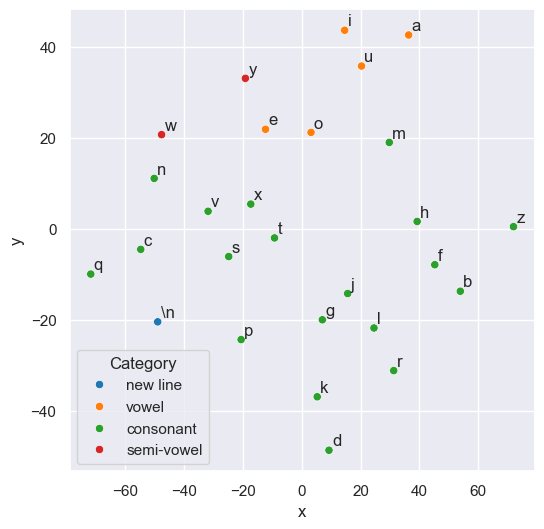 i
a
40
u
y
e
o
w
20
m
n
x
v
h
z
t
0
y
c
s
f
q
b
j
\n
g
l
−20
p
Category
r
new line
vowel
k
−40
consonant
semi-vowel
d
−60 −40 −20 0 20 40 60
x